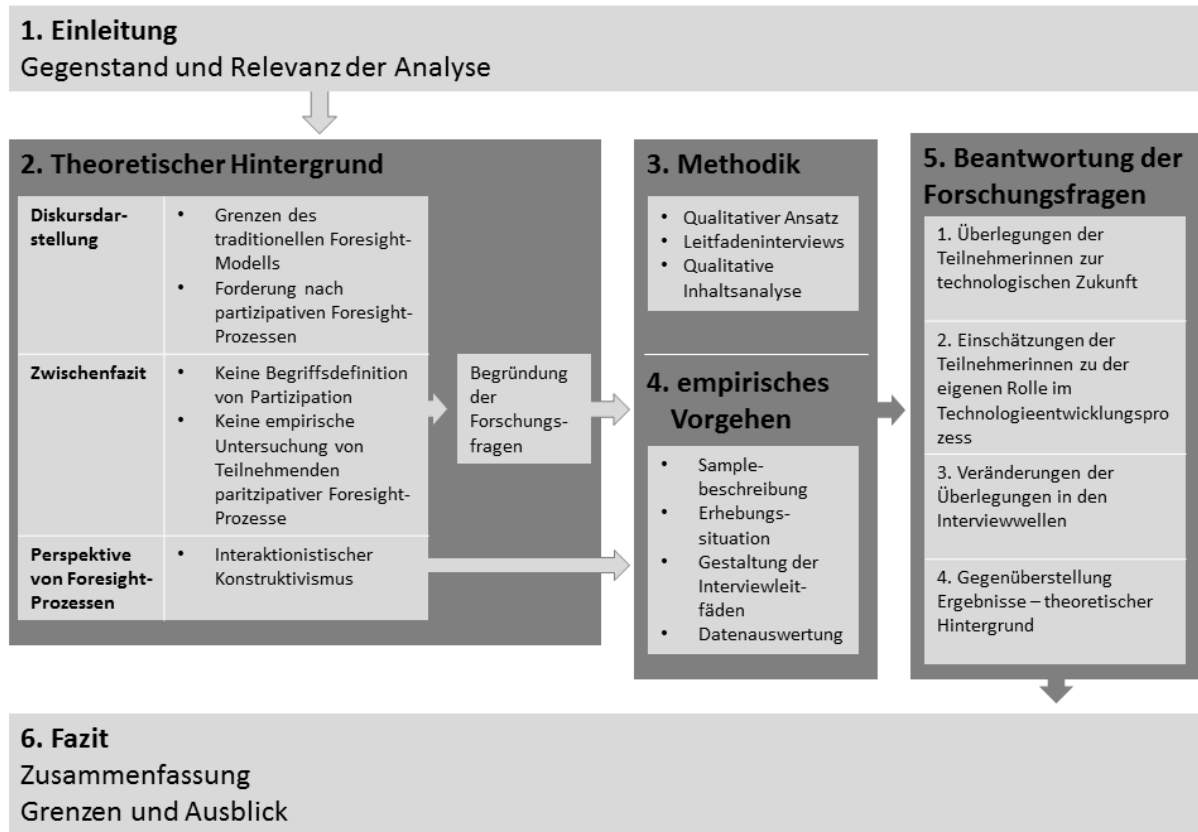 1. Einleitung
Gegenstand und Relevanz der Analyse
2. Theoretischer Hintergrund
Diskursdar-
stellung
• Grenzen des
traditionellen Foresight-
Modells
• Forderung nach
partizipativen Foresight-
Prozessen
Zwischenfazit
• Keine Begriffsdefinition
von Partizipation
• Keine empirische
Untersuchung von
Teilnehmenden
paritzipativer Foresight-
Prozesse
Perspektive
von Foresight-
Prozessen
• Interaktionistischer
Konstruktivismus
Begründung
der
Forschungs-
fragen
3. Methodik
• Qualitativer Ansatz
• Leitfadeninterviews
• Qualitative
Inhaltsanalyse
4. empirisches
Vorgehen
• Sample-
beschreibung
• Erhebungs-
situation
• Gestaltung der
Interviewleit-
fäden
• Datenauswertung
5. Beantwortung der
Forschungsfragen
1. Überlegungen der
Teilnehmerinnen zur
technologischen Zukunft
2. Einschätzungen der
Teilnehmerinnen zu der
eigenen Rolle im
Technologieentwicklungspro
zess
3. Veränderungen der
Überlegungen in den
Interviewwellen
4. Gegenüberstellung
Ergebnisse – theoretischer
Hintergrund
6. Fazit
Zusammenfassung
Grenzen und Ausblick